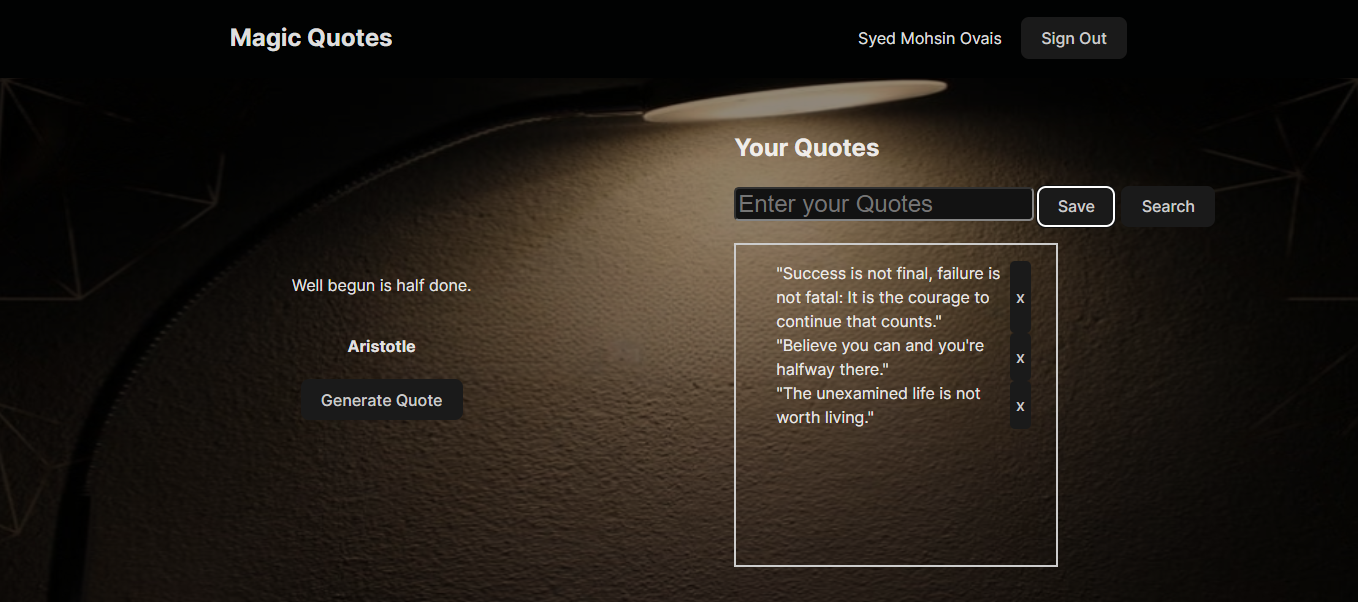 Magic Quotes
Syed Mohsin Ovais
Sign Out
Your Quotes
Enter your Quotes
Save
Search
Well begun is half done.
Aristotle
Generate Quote
"Success is not final, failure is
not fatal: It is the courage to
continue that counts."
x
"Believe you can and you're
halfway there."
x
"The unexamined life is not
worth living."
x